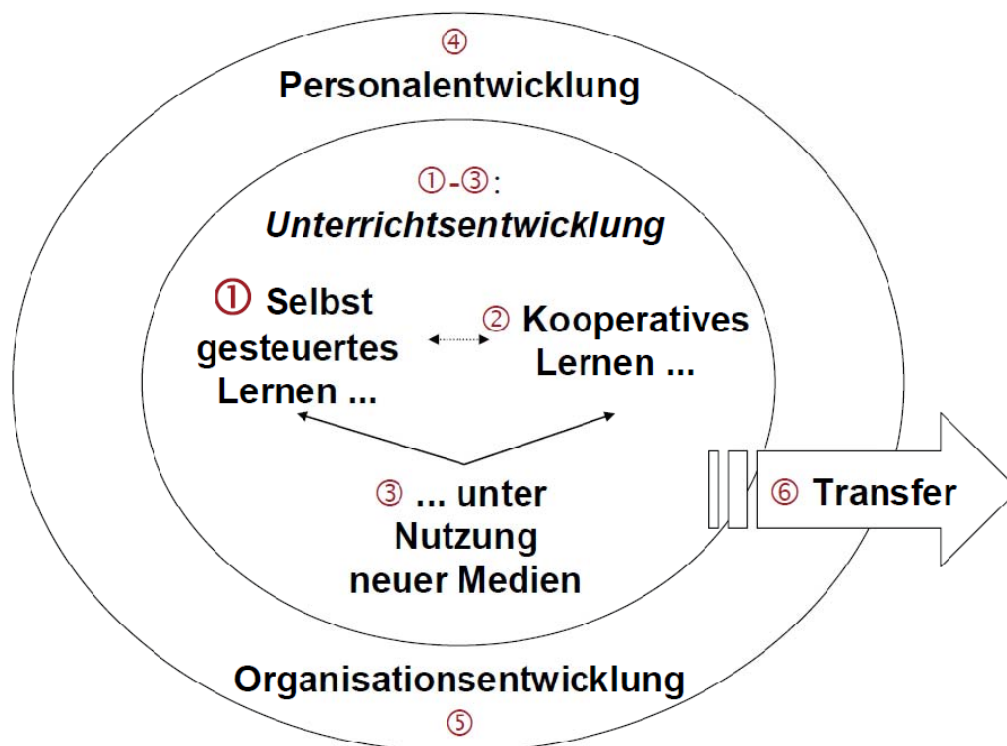 ④
Personalentwicklung
①-③:
Unterrichtsentwicklung
① Selbst
gesteuertes
Lernen ...
② Kooperatives
Lernen ...
③ ... unter
Nutzung
neuer Medien
⑥ Transfer
Organisationsentwicklung
⑤